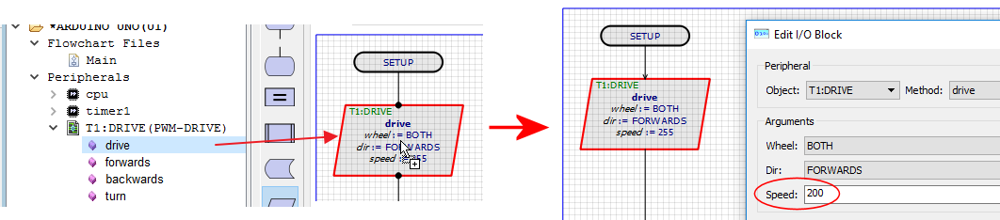 *ARDUINO UNO(U1)
Flowchart Files
Main
Peripherals
cpu
timer1
T1:DRIVE(PWM-DRIVE)
drive
forwards
backwards
turn
SETUP
T1:DRIVE
drive
wheel := BOTH
dir := FORWARDS
speed := 255
SETUP
T1:DRIVE
drive
wheel := BOTH
dir := FORWARDS
speed := 255
Edit I/O Block
Peripheral
Object: T1:DRIVE Method: drive
Arguments
Wheel: BOTH
Dir: FORWARDS
Speed: 200